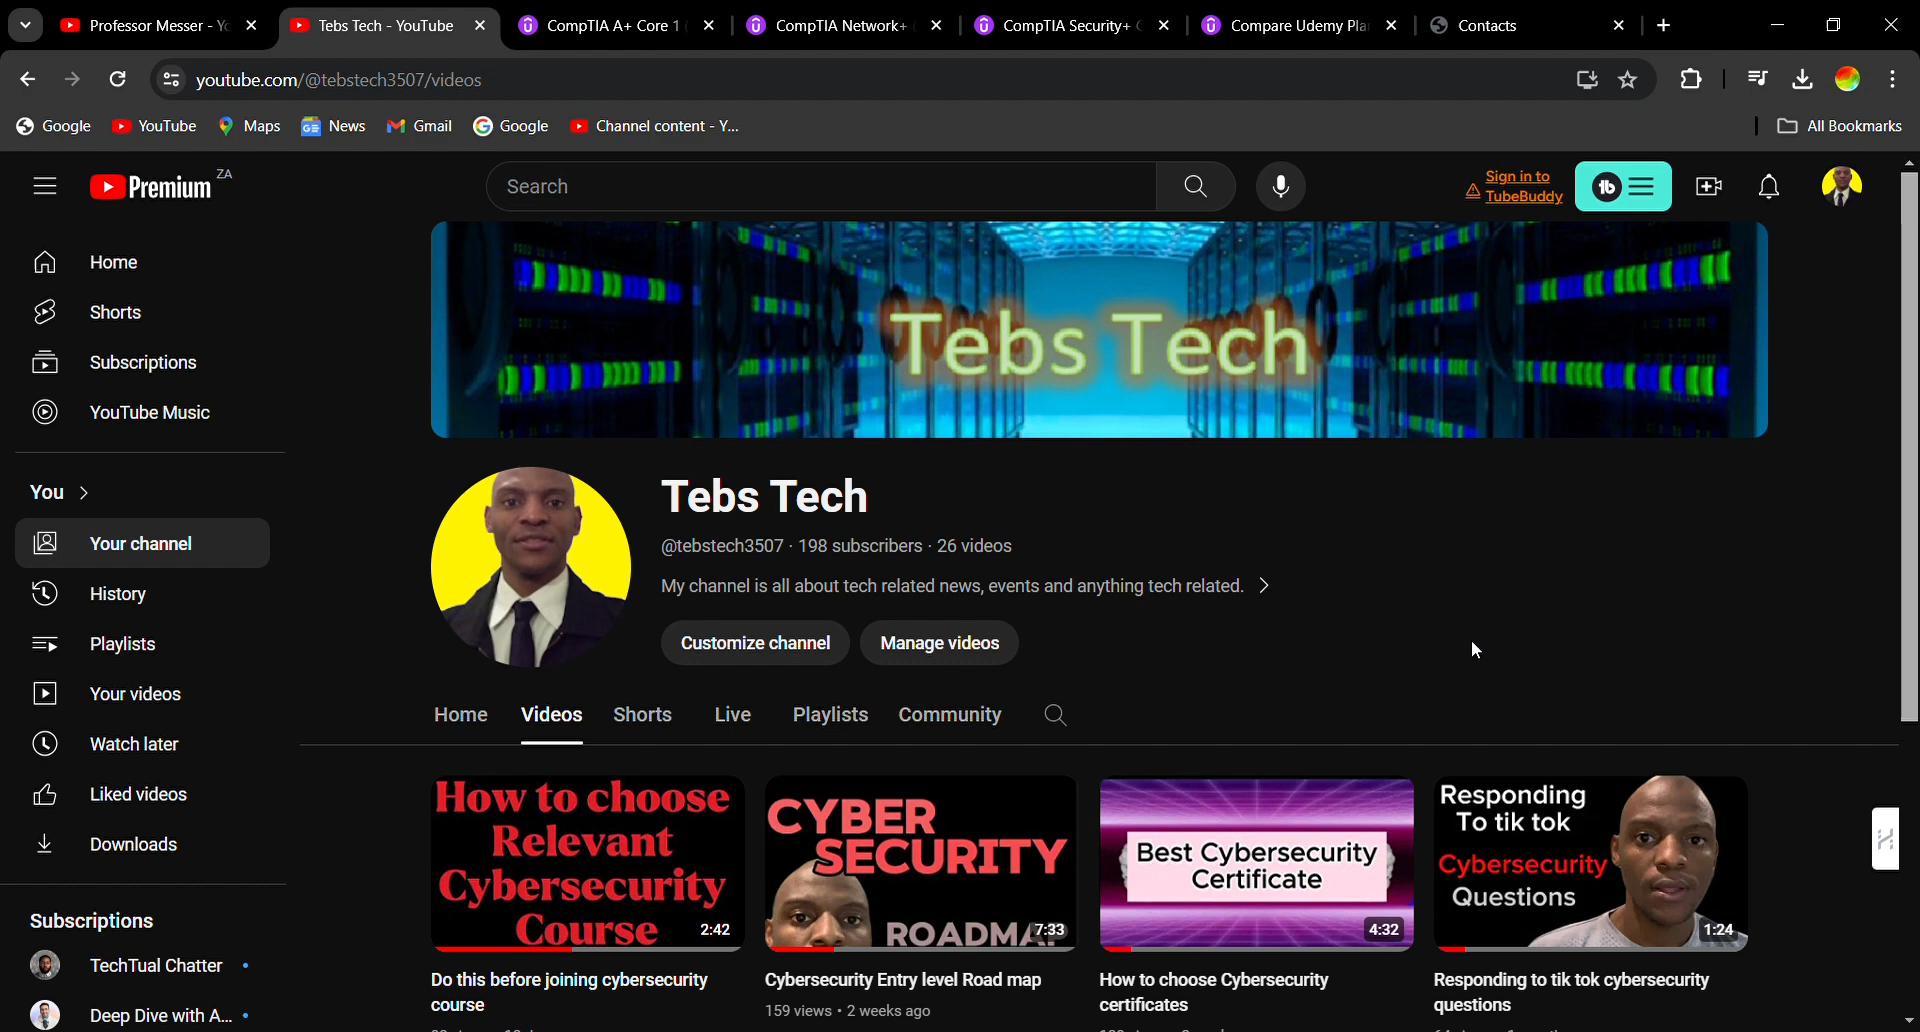 Professor Messer - Yo
Tebs Tech - YouTube
CompTIA A+ Core 1
CompTIA Network+
CompTIA Security+
Compare Udemy Pla
Contacts
youtube.com/@tebstech3507/videos
Google
YouTube
Maps
News
Gmail
Google
Channel content - Y...
All Bookmarks
Premium ZA
Search
Sign in to
TubeBuddy
Home
Shorts
Subscriptions
YouTube Music
You
Your channel
History
Playlists
Your videos
Watch later
Liked videos
Downloads
Subscriptions
TechTual Chatter
Deep Dive with A...
Tebs Tech
Tebs Tech
@tebstech3507 · 198 subscribers · 26 videos
My channel is all about tech related news, events and anything tech related.
Customize channel
Manage videos
Home Videos Shorts Live Playlists Community
How to choose
Relevant
Cybersecurity
Course
2:42
Do this before joining cybersecurity
course
CYBER
SECURITY
ROADMAP
7:33
Cybersecurity Entry level Road map
159 views • 2 weeks ago
Best Cybersecurity
Certificate
4:32
How to choose Cybersecurity
certificates
Responding
To tik tok
Cybersecurity
Questions
1:24
Responding to tik tok cybersecurity
questions